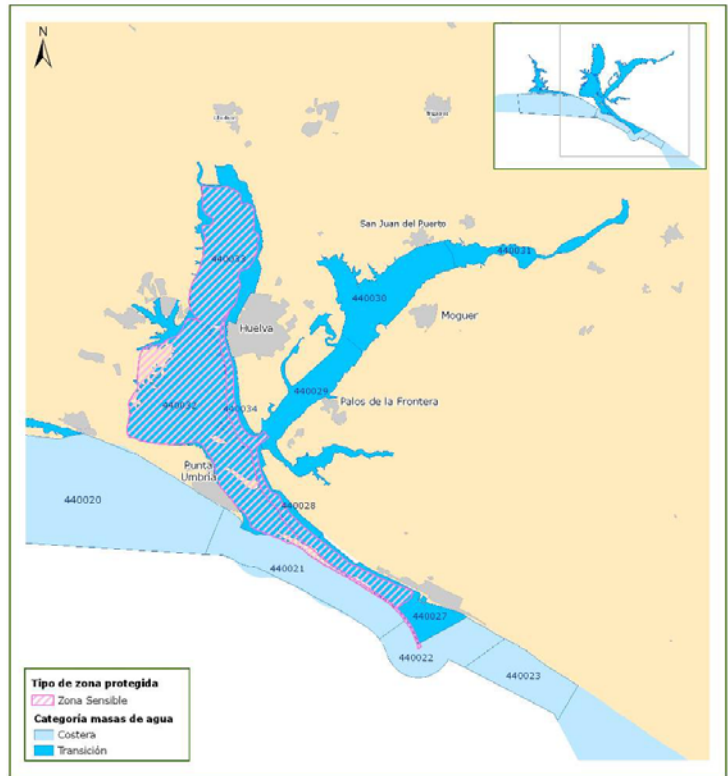 N
San Juan del Puerto
440031
440033
440030
Huelva
Moguer
440029
Palos de la Frontera
440032
440034
Punta
Umbría
440020
440028
440021
440027
440022
440023
Tipo de zona protegida
Zona Sensible
Categoría masas de agua
Costera
Transición